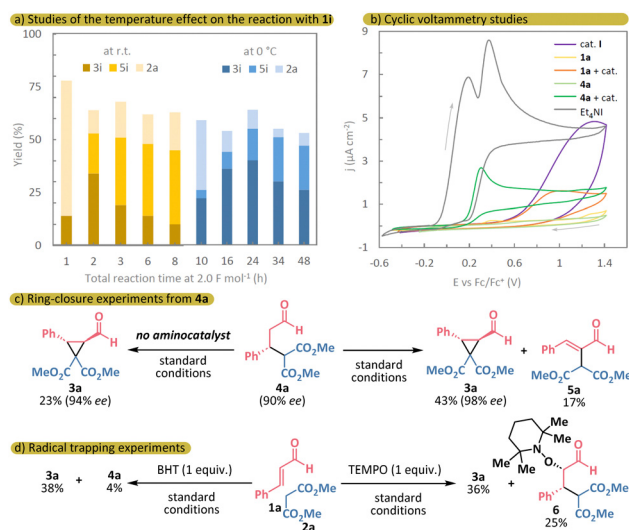 a) Studies of the temperature effect on the reaction with 1i
at r.t.
at 0 °C
3i 5i 2a
3i 5i 2a
Yield (%)
100
75
50
25
0
1 2 3 6 8 10 16 24 34 48
Total reaction time at 2.0 F mol⁻¹ (h)
b) Cyclic voltammetry studies
cat. I
1a
1a + cat.
4a
4a + cat.
Et₄NI
j (μA cm⁻²)
9
7
5
3
1
-1
-0.6 -0.2 0.2 0.6 1 1.4
E vs Fc/Fc⁺ (V)
c) Ring-closure experiments from 4a
Ph
O
H
MeO₂C CO₂Me
3a
23% (94% ee)
no aminocatalyst
standard
conditions
O
H
Ph
CO₂Me
CO₂Me
4a
(90% ee)
standard
conditions
Ph
O
H
MeO₂C CO₂Me
3a
43% (98% ee)
+
O
Ph
H
MeO₂C CO₂Me
5a
17%
d) Radical trapping experiments
3a
38%
+
4a
4%
BHT (1 equiv.)
standard
conditions
O
H
Ph
CO₂Me
1a
CO₂Me
2a
TEMPO (1 equiv.)
standard
conditions
3a
36%
+
Me
Me
N
Me
Me
O
O
H
Ph
CO₂Me
CO₂Me
6
25%